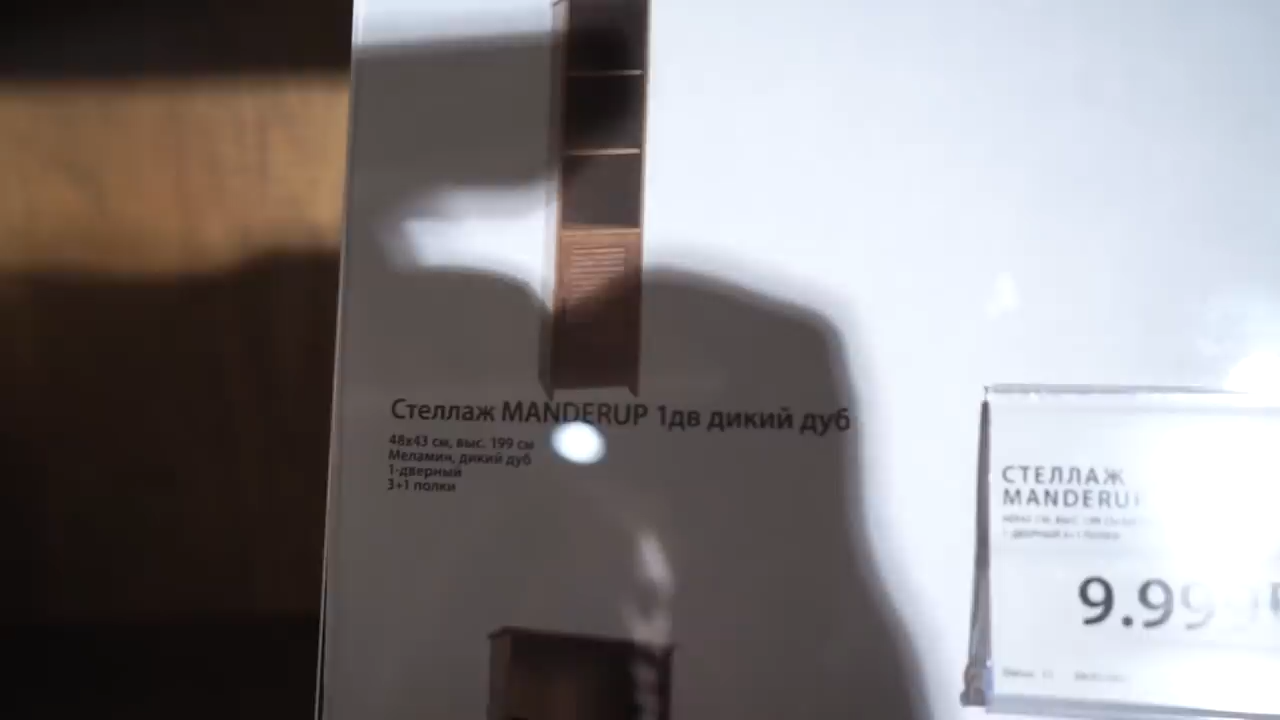 Стеллаж MANDERUP 1дв дикий дуб
48x43 см, выс. 199 см
Меламин, дикий дуб
1-дверный
3+1 полки
СТЕЛЛАЖ
MANDERUP
9.99